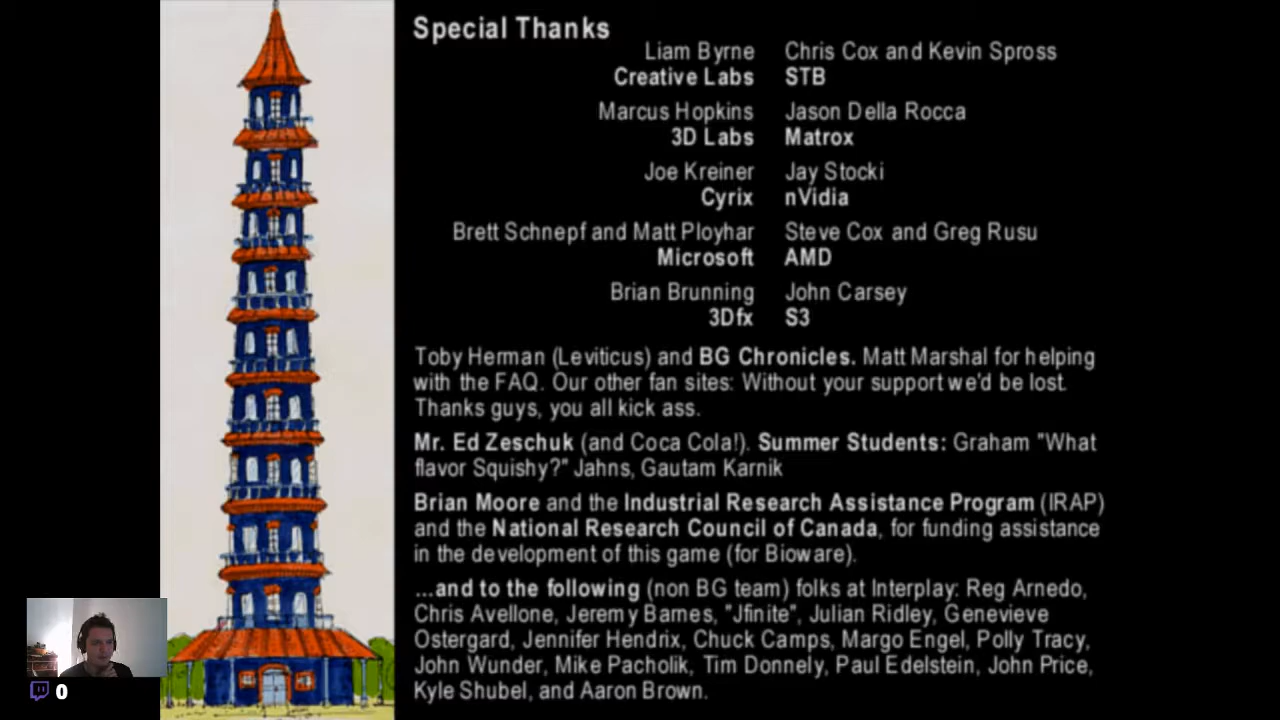 Special Thanks
Liam Byrne Chris Cox and Kevin Spross
Creative Labs STB
Marcus Hopkins Jason Della Rocca
3D Labs Matrox
Joe Kreiner Jay Stocki
Cyrix nVidia
Brett Schnepf and Matt Ployhar Steve Cox and Greg Rusu
Microsoft AMD
Brian Brunning John Carsey
3Dfx S3
Toby Herman (Leviticus) and BG Chronicles. Matt Marshal for helping
with the FAQ. Our other fan sites: Without your support we'd be lost.
Thanks guys, you all kick ass.
Mr. Ed Zeschuk (and Coca Cola!). Summer Students: Graham "What
flavor Squishy?" Jahns, Gautam Karnik
Brian Moore and the Industrial Research Assistance Program (IRAP)
and the National Research Council of Canada, for funding assistance
in the development of this game (for Bioware).
...and to the following (non BG team) folks at Interplay: Reg Arnedo,
Chris Avellone, Jeremy Barnes, "Jfinite", Julian Ridley, Genevieve
Ostergard, Jennifer Hendrix, Chuck Camps, Margo Engel, Polly Tracy,
John Wunder, Mike Pacholik, Tim Donnely, Paul Edelstein, John Price,
Kyle Shubel, and Aaron Brown.
0